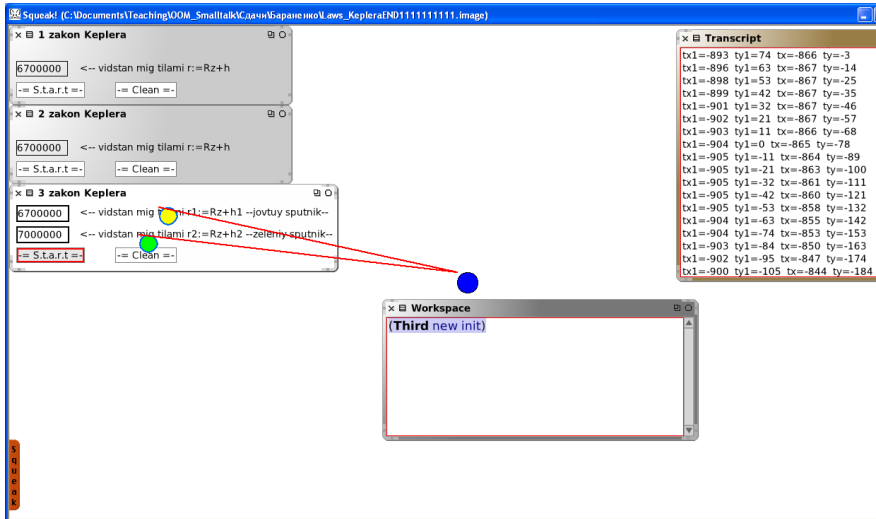 Squeak! (C:\Documents\Teaching\OOM_Smalltalk\Сдачи\Бараненко\Laws_KepleraEND1111111111.image)
1 zakon Keplera
6700000 <-- vidstan mig tilami r:=Rz+h
-= S.t.a.r.t =- -= Clean =-
2 zakon Keplera
6700000 <-- vidstan mig tilami r:=Rz+h
-= S.t.a.r.t =- -= Clean =-
3 zakon Keplera
6700000 <-- vidstan mig tilami r1:=Rz+h1 --jovtuy sputnik--
7000000 <-- vidstan mig tilami r2:=Rz+h2 --zeleniy sputnik--
-= S.t.a.r.t =- -= Clean =-
Workspace
(Third new init)
Transcript
tx1=-893 ty1=74 tx=-866 ty=-3
tx1=-896 ty1=63 tx=-867 ty=-14
tx1=-898 ty1=53 tx=-867 ty=-25
tx1=-899 ty1=42 tx=-867 ty=-35
tx1=-901 ty1=32 tx=-867 ty=-46
tx1=-902 ty1=21 tx=-867 ty=-57
tx1=-903 ty1=11 tx=-866 ty=-68
tx1=-904 ty1=0 tx=-865 ty=-78
tx1=-905 ty1=-11 tx=-864 ty=-89
tx1=-905 ty1=-21 tx=-863 ty=-100
tx1=-905 ty1=-32 tx=-861 ty=-111
tx1=-905 ty1=-42 tx=-860 ty=-121
tx1=-905 ty1=-53 tx=-858 ty=-132
tx1=-904 ty1=-63 tx=-855 ty=-142
tx1=-904 ty1=-74 tx=-853 ty=-153
tx1=-903 ty1=-84 tx=-850 ty=-163
tx1=-902 ty1=-95 tx=-847 ty=-174
tx1=-900 ty1=-105 tx=-844 ty=-184
Squeak